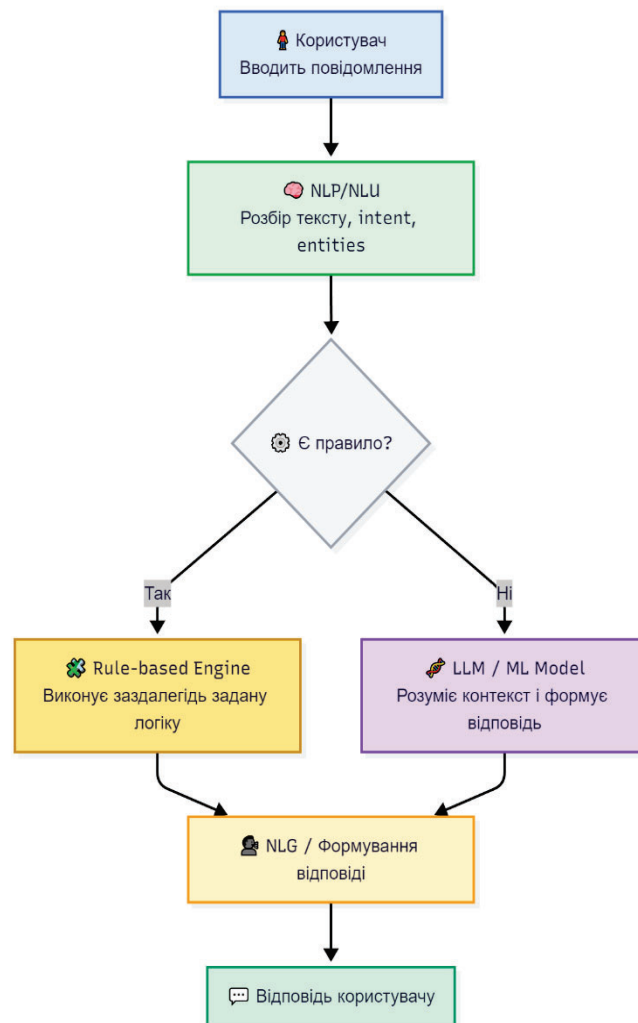 🧍 Користувач
Вводить повідомлення
🧠 NLP/NLU
Розбір тексту, intent,
entities
⚙️ Є правило?
Так
Ні
🧩 Rule-based Engine
Виконує заздалегідь задану
логіку
🧬 LLM / ML Model
Розуміє контекст і формує
відповідь
🗣️ NLG / Формування
відповіді
💬 Відповідь користувачу